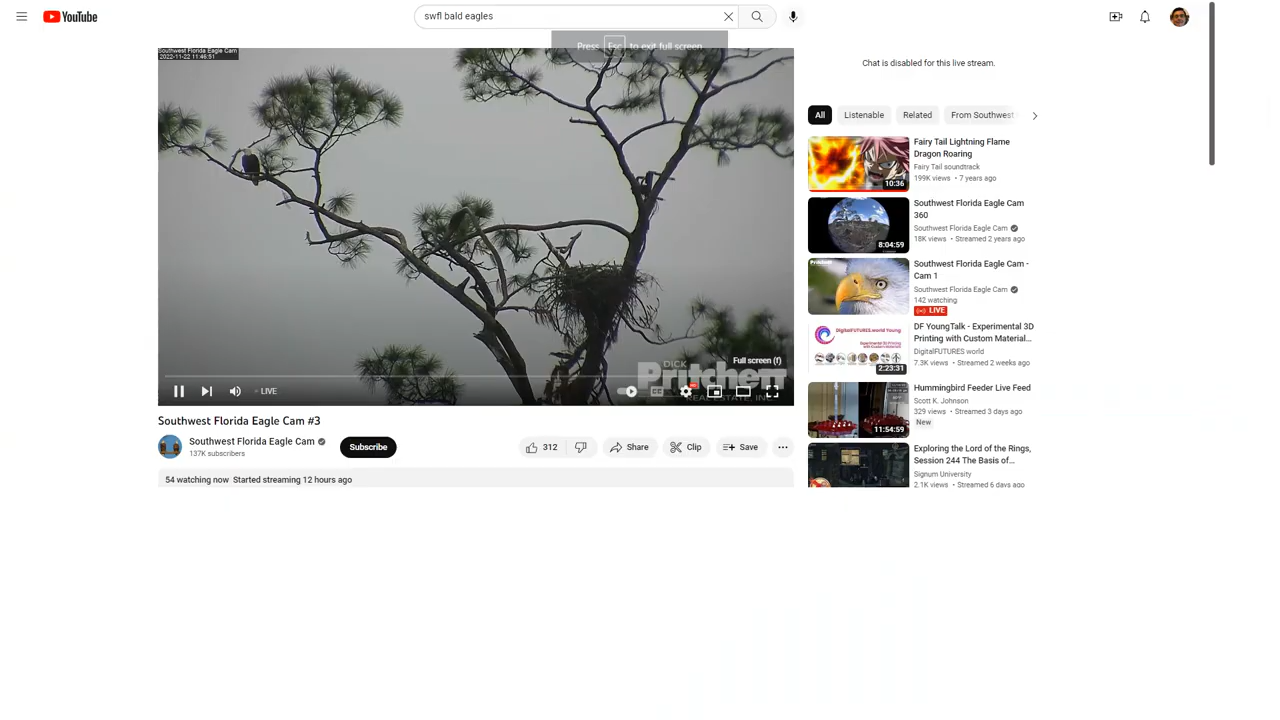 YouTube
swfl bald eagles
Press Esc to exit full screen
Southwest Florida Eagle Cam
2022-11-22 11:46:51
DICK
Pritchett
REAL ESTATE, INC
Full screen (f)
LIVE
Southwest Florida Eagle Cam #3
Southwest Florida Eagle Cam
137K subscribers
Subscribe
312
Share
Clip
Save
54 watching now Started streaming 12 hours ago
Chat is disabled for this live stream.
All
Listenable
Related
From Southwest
10:36
Fairy Tail Lightning Flame
Dragon Roaring
Fairy Tail soundtrack
199K views • 7 years ago
8:04:59
Southwest Florida Eagle Cam
360
Southwest Florida Eagle Cam
18K views • Streamed 2 years ago
Pritchett
Southwest Florida Eagle Cam -
Cam 1
Southwest Florida Eagle Cam
142 watching
LIVE
DigitalFUTURES.world Young
2:23:31
DF YoungTalk - Experimental 3D
Printing with Custom Material...
DigitalFUTURES world
7.3K views • Streamed 2 weeks ago
11:54:59
Hummingbird Feeder Live Feed
Scott K. Johnson
329 views • Streamed 3 days ago
New
Exploring the Lord of the Rings,
Session 244 The Basis of...
Signum University
2.1K views • Streamed 6 days ago